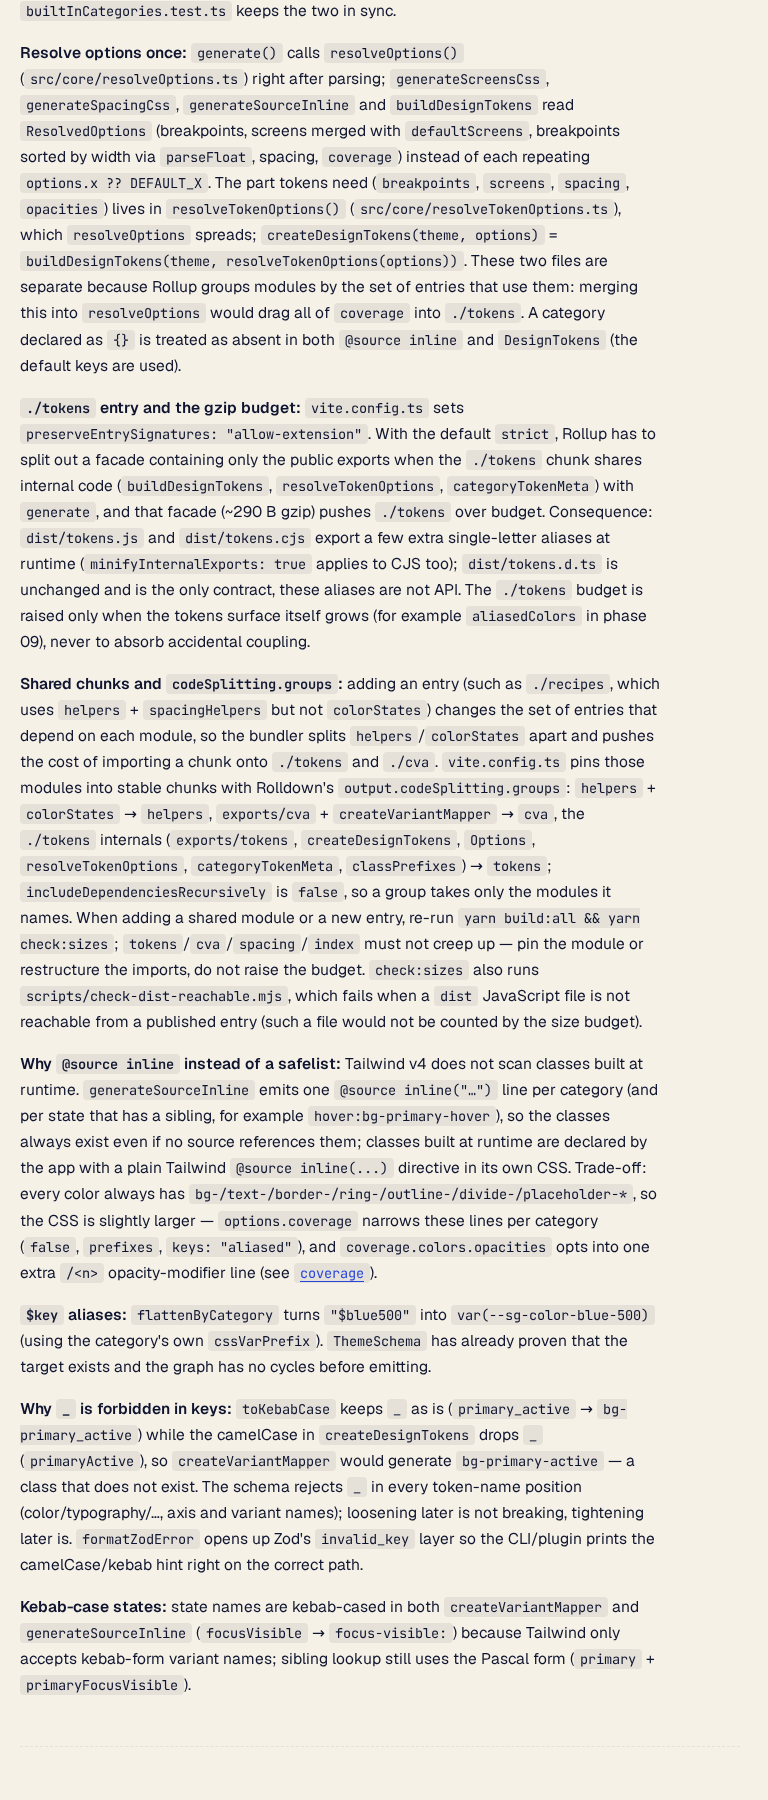 builtInCategories.test.ts keeps the two in sync.
Resolve options once: generate() calls resolveOptions()
(src/core/resolveOptions.ts) right after parsing; generateScreensCss,
generateSpacingCss, generateSourceInline and buildDesignTokens read
ResolvedOptions (breakpoints, screens merged with defaultScreens, breakpoints
sorted by width via parseFloat, spacing, coverage) instead of each repeating
options.x ?? DEFAULT_X. The part tokens need (breakpoints, screens, spacing,
opacities) lives in resolveTokenOptions() (src/core/resolveTokenOptions.ts),
which resolveOptions spreads; createDesignTokens(theme, options) =
buildDesignTokens(theme, resolveTokenOptions(options)). These two files are
separate because Rollup groups modules by the set of entries that use them: merging
this into resolveOptions would drag all of coverage into ./tokens. A category
declared as {} is treated as absent in both @source inline and DesignTokens (the
default keys are used).
./tokens entry and the gzip budget: vite.config.ts sets
preserveEntrySignatures: "allow-extension". With the default strict, Rollup has to
split out a facade containing only the public exports when the ./tokens chunk shares
internal code (buildDesignTokens, resolveTokenOptions, categoryTokenMeta) with
generate, and that facade (~290 B gzip) pushes ./tokens over budget. Consequence:
dist/tokens.js and dist/tokens.cjs export a few extra single-letter aliases at
runtime (minifyInternalExports: true applies to CJS too); dist/tokens.d.ts is
unchanged and is the only contract, these aliases are not API. The ./tokens budget is
raised only when the tokens surface itself grows (for example aliasedColors in phase
09), never to absorb accidental coupling.
Shared chunks and codeSplitting.groups: adding an entry (such as ./recipes, which
uses helpers + spacingHelpers but not colorStates) changes the set of entries that
depend on each module, so the bundler splits helpers/colorStates apart and pushes
the cost of importing a chunk onto ./tokens and ./cva. vite.config.ts pins those
modules into stable chunks with Rolldown's output.codeSplitting.groups: helpers +
colorStates → helpers, exports/cva + createVariantMapper → cva, the
./tokens internals (exports/tokens, createDesignTokens, Options,
resolveTokenOptions, categoryTokenMeta, classPrefixes) → tokens;
includeDependenciesRecursively is false, so a group takes only the modules it
names. When adding a shared module or a new entry, re-run yarn build:all && yarn
check:sizes; tokens/cva/spacing/index must not creep up — pin the module or
restructure the imports, do not raise the budget. check:sizes also runs
scripts/check-dist-reachable.mjs, which fails when a dist JavaScript file is not
reachable from a published entry (such a file would not be counted by the size budget).
Why @source inline instead of a safelist: Tailwind v4 does not scan classes built at
runtime. generateSourceInline emits one @source inline("…") line per category (and
per state that has a sibling, for example hover:bg-primary-hover), so the classes
always exist even if no source references them; classes built at runtime are declared by
the app with a plain Tailwind @source inline(...) directive in its own CSS. Trade-off:
every color always has bg-/text-/border-/ring-/outline-/divide-/placeholder-*, so
the CSS is slightly larger — options.coverage narrows these lines per category
(false, prefixes, keys: "aliased"), and coverage.colors.opacities opts into one
extra /<n> opacity-modifier line (see coverage).
$key aliases: flattenByCategory turns "$blue500" into var(--sg-color-blue-500)
(using the category's own cssVarPrefix). ThemeSchema has already proven that the
target exists and the graph has no cycles before emitting.
Why _ is forbidden in keys: toKebabCase keeps _ as is (primary_active → bg-
primary_active) while the camelCase in createDesignTokens drops _
(primaryActive), so createVariantMapper would generate bg-primary-active — a
class that does not exist. The schema rejects _ in every token-name position
(color/typography/…, axis and variant names); loosening later is not breaking, tightening
later is. formatZodError opens up Zod's invalid_key layer so the CLI/plugin prints the
camelCase/kebab hint right on the correct path.
Kebab-case states: state names are kebab-cased in both createVariantMapper and
generateSourceInline (focusVisible → focus-visible:) because Tailwind only
accepts kebab-form variant names; sibling lookup still uses the Pascal form (primary +
primaryFocusVisible).